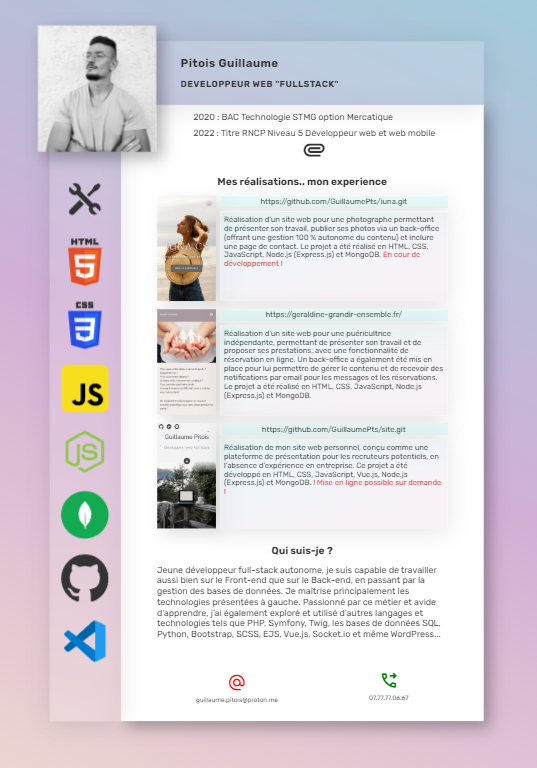 Pitois Guillaume
DEVELOPPEUR WEB "FULLSTACK"
2020 : BAC Technologie STMG option Mercatique
2022 : Titre RNCP Niveau 5 Développeur web et web mobile
Mes réalisations.. mon experience
https://github.com/GuillaumePts/iuna.git
Réalisation d'un site web pour une photographe permettant
de présenter son travail, publier ses photos via un back-office
(offrant une gestion 100 % autonome du contenu) et inclure
une page de contact. Le projet a été réalisé en HTML, CSS,
JavaScript, Node.js (Express.js) et MongoDB. En cour de
développement !
https://geraldine-grandir-ensemble.fr/
Réalisation d'un site web pour une puéricultrice
indépendante, permettant de présenter son travail et de
proposer ses prestations, avec une fonctionnalité de
réservation en ligne. Un back-office a également été mis en
place pour lui permettre de gérer le contenu et de recevoir des
notifications par email pour les messages et les réservations.
Le projet a été réalisé en HTML, CSS, JavaScript, Node.js
(Express.js) et MongoDB.
Guillaume Pitois
https://github.com/GuillaumePts/site.git
Réalisation de mon site web personnel, conçu comme une
plateforme de présentation pour les recruteurs potentiels, en
l'absence d'expérience en entreprise. Ce projet a été
développé en HTML, CSS, JavaScript, Vue.js, Node.js
(Express.js) et MongoDB. ! Mise en ligne possible sur demande
!
HTML
5
CSS
3
JS
JS
Qui suis-je ?
Jeune développeur full-stack autonome, je suis capable de travailler
aussi bien sur le Front-end que sur le Back-end, en passant par la
gestion des bases de données. Je maîtrise principalement les
technologies présentées à gauche. Passionné par ce métier et avide
d'apprendre, j'ai également exploré et utilisé d'autres langages et
technologies tels que PHP, Symfony, Twig, les bases de données SQL,
Python, Bootstrap, SCSS, EJS, Vue.js, Socket.io et même WordPress...
guillaume.pitois@proton.me
07.77.77.06.67